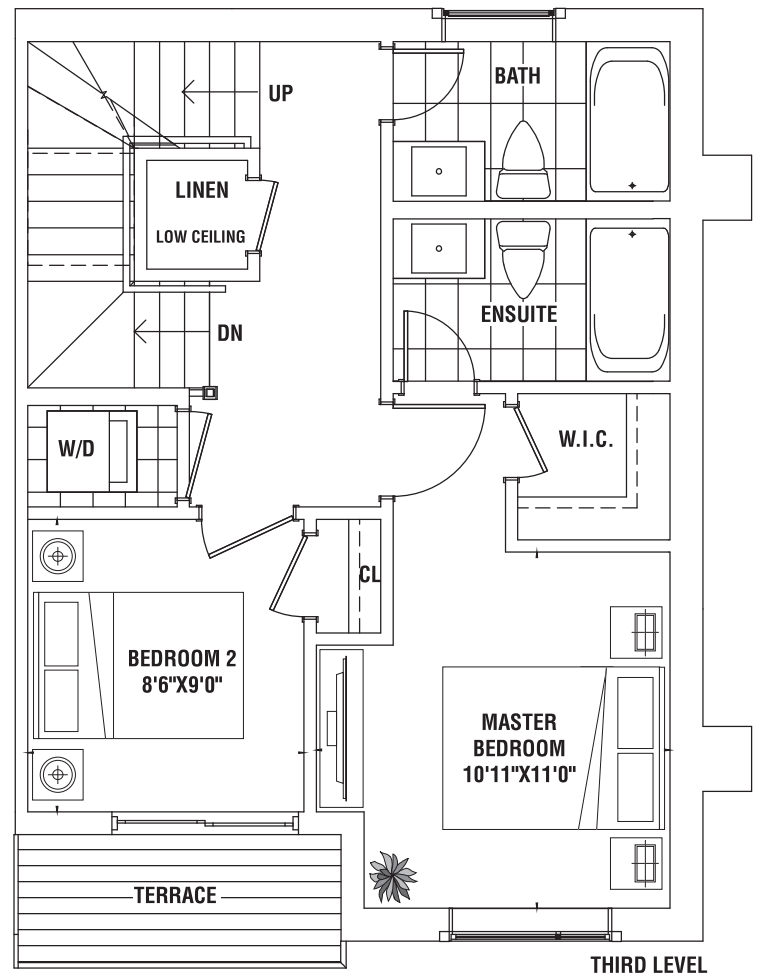 BATH
UP
LINEN
LOW CEILING
ENSUITE
DN
W/D
W.I.C.
CL
BEDROOM 2
8'6"X9'0"
MASTER
BEDROOM
10'11"X11'0"
TERRACE
THIRD LEVEL